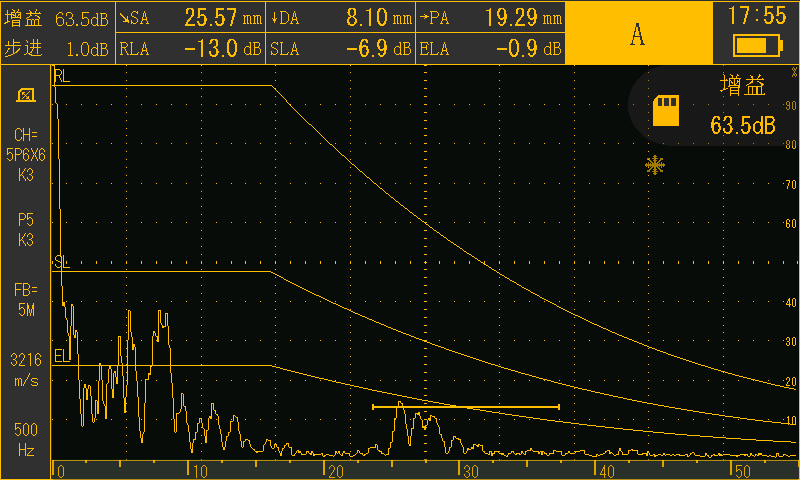 增益 63.5dB
SA 25.57 mm
DA 8.10 mm
PA 19.29 mm
步进 1.0dB
RLA -13.0 dB
SLA -6.9 dB
ELA -0.9 dB
A
17:55
RL
%
增益
63.5dB
90
80
70
60
50
40
30
20
10
CH=
5P6X6
K3
P5
K3
SL
FB=
5M
EL
3216
m/s
500
Hz
0 10 20 30 40 50